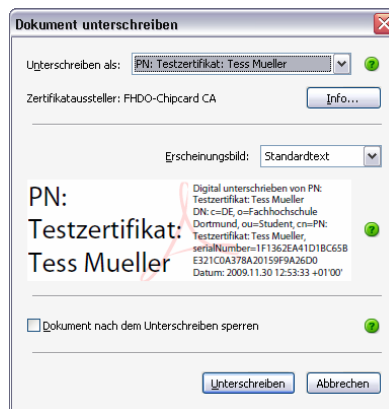 Dokument unterschreiben
Unterschreiben als: PN: Testzertifikat: Tess Mueller
Zertifikataussteller: FHDO-Chipcard CA Info...
Erscheinungsbild: Standardtext
PN:
Testzertifikat:
Tess Mueller
Digital unterschrieben von PN:
Testzertifikat: Tess Mueller
DN: c=DE, o=Fachhochschule
Dortmund, ou=Student, cn=PN:
Testzertifikat: Tess Mueller,
serialNumber=1F1362EA41D1BC65B
E321C0A378A20159F9A26D0
Datum: 2009.11.30 12:53:33 +01'00'
Dokument nach dem Unterschreiben sperren
Unterschreiben Abbrechen